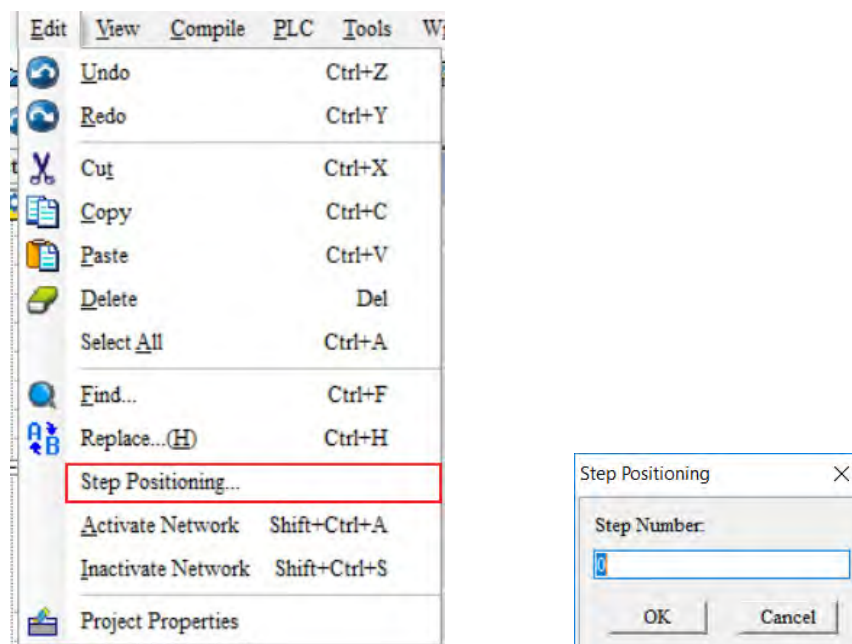 Edit View Compile PLC Tools
Undo Ctrl+Z
Redo Ctrl+Y
Cut Ctrl+X
Copy Ctrl+C
Paste Ctrl+V
Delete Del
Select All Ctrl+A
Find... Ctrl+F
Replace...(H) Ctrl+H
Step Positioning...
Activate Network Shift+Ctrl+A
Inactivate Network Shift+Ctrl+S
Project Properties
Step Positioning
Step Number:
0
OK Cancel